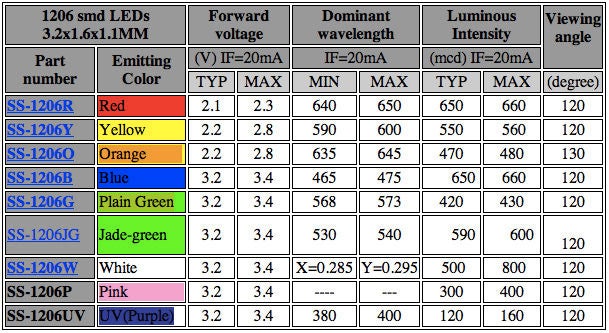 1206 smd LEDs Forward Dominant Luminous Viewing
3.2x1.6x1.1MM voltage wavelength Intensity angle
Part Emitting (V) IF=20mA IF=20mA (mcd) IF=20mA
number Color TYP MAX MIN MAX TYP MAX (degree)
SS-1206R Red 2.1 2.3 640 650 650 660 120
SS-1206Y Yellow 2.2 2.8 590 600 550 560 120
SS-1206O Orange 2.2 2.8 635 645 470 480 130
SS-1206B Blue 3.2 3.4 465 475 650 660 120
SS-1206G Plain Green 3.2 3.4 568 573 420 430 120
SS-1206JG Jade-green 3.2 3.4 530 540 590 600 120
SS-1206W White 3.2 3.4 X=0.285 Y=0.295 500 800 120
SS-1206P Pink 3.2 3.4 ---- --- 300 400 120
SS-1206UV UV(Purple) 3.2 3.4 380 400 120 160 120